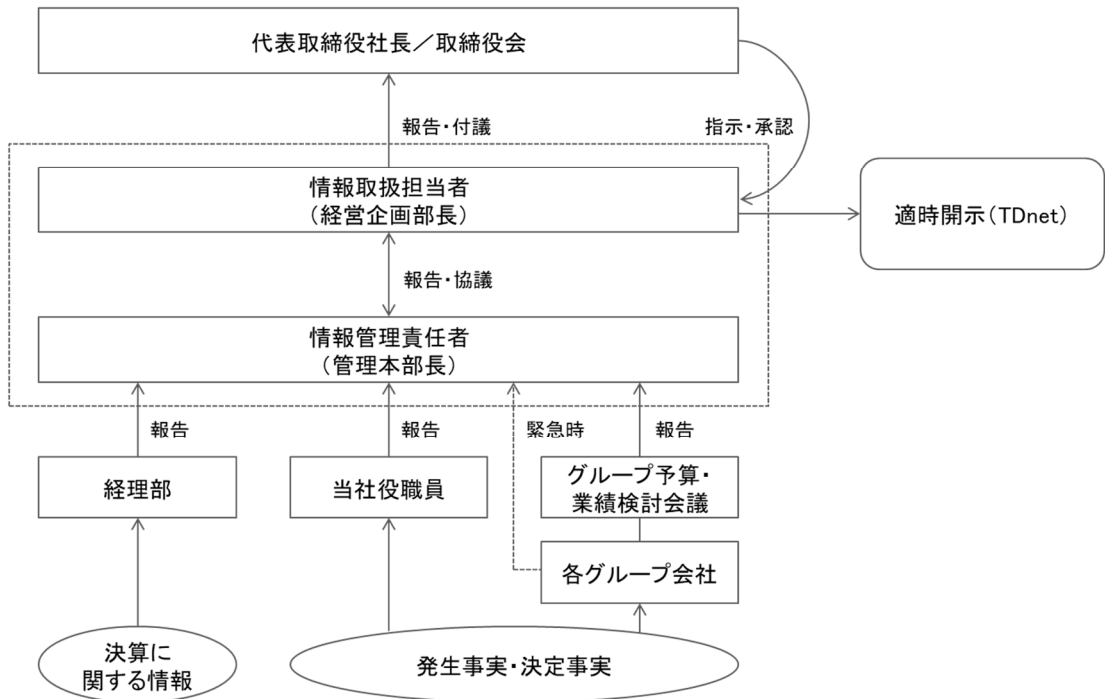 代表取締役社長／取締役会
報告・付議
指示・承認
情報取扱担当者
（経営企画部長）
適時開示（TDnet）
報告・協議
情報管理責任者
（管理本部長）
報告
報告
緊急時
報告
経理部
当社役職員
グループ予算・
業績検討会議
各グループ会社
決算に
関する情報
発生事実・決定事実